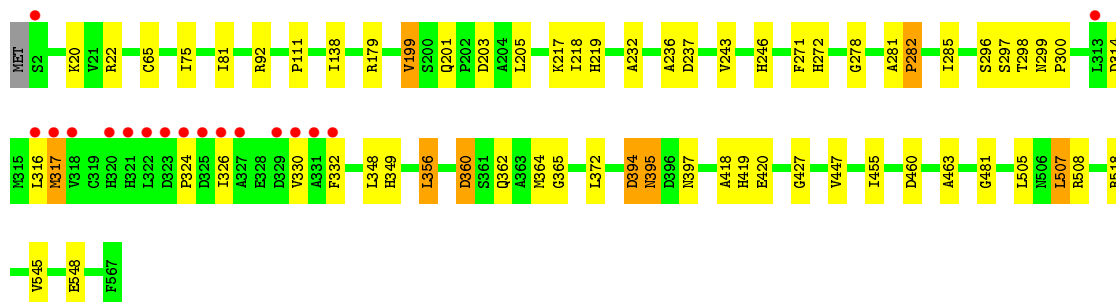 MET S2 K20 V21 R22 C65 I75 I81 R92 P111 I138 R179 V199 S200 Q201 P202 D203 A204 L205 K217 I218 H219 A232 A236 D237 V243 H246 F271 H272 G278 A281 P282 I285 S296 S297 T298 N299 P300 L313 D314
M315 L316 M317 V318 C319 H320 H321 L322 D323 P324 D325 I326 A327 E328 D329 V330 A331 F332 L348 H349 L356 D360 S361 Q362 A363 M364 G365 L372 D394 N395 D396 N397 A418 H419 E420 G427 V447 I455 D460 A463 G481 L505 N506 L507 R508
V545 E548 F567